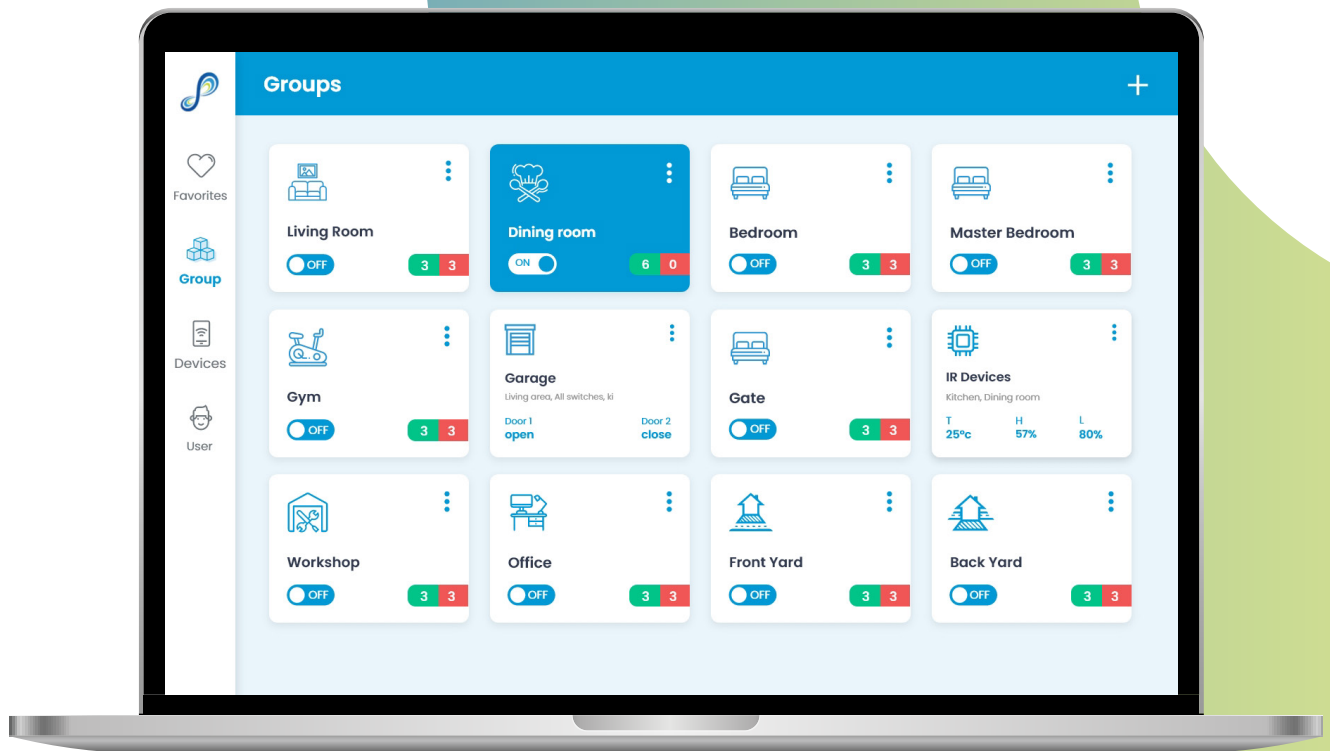 Groups
Favorites
Group
Devices
User
Living Room
OFF
3 3
Dining room
ON
6 0
Bedroom
OFF
3 3
Master Bedroom
OFF
3 3
Gym
OFF
3 3
Garage
Living area, All switches, ki
Door 1 Door 2
open close
Gate
OFF
3 3
IR Devices
Kitchen, Dining room
T H L
25ºc 57% 80%
Workshop
OFF
3 3
Office
OFF
3 3
Front Yard
OFF
3 3
Back Yard
OFF
3 3